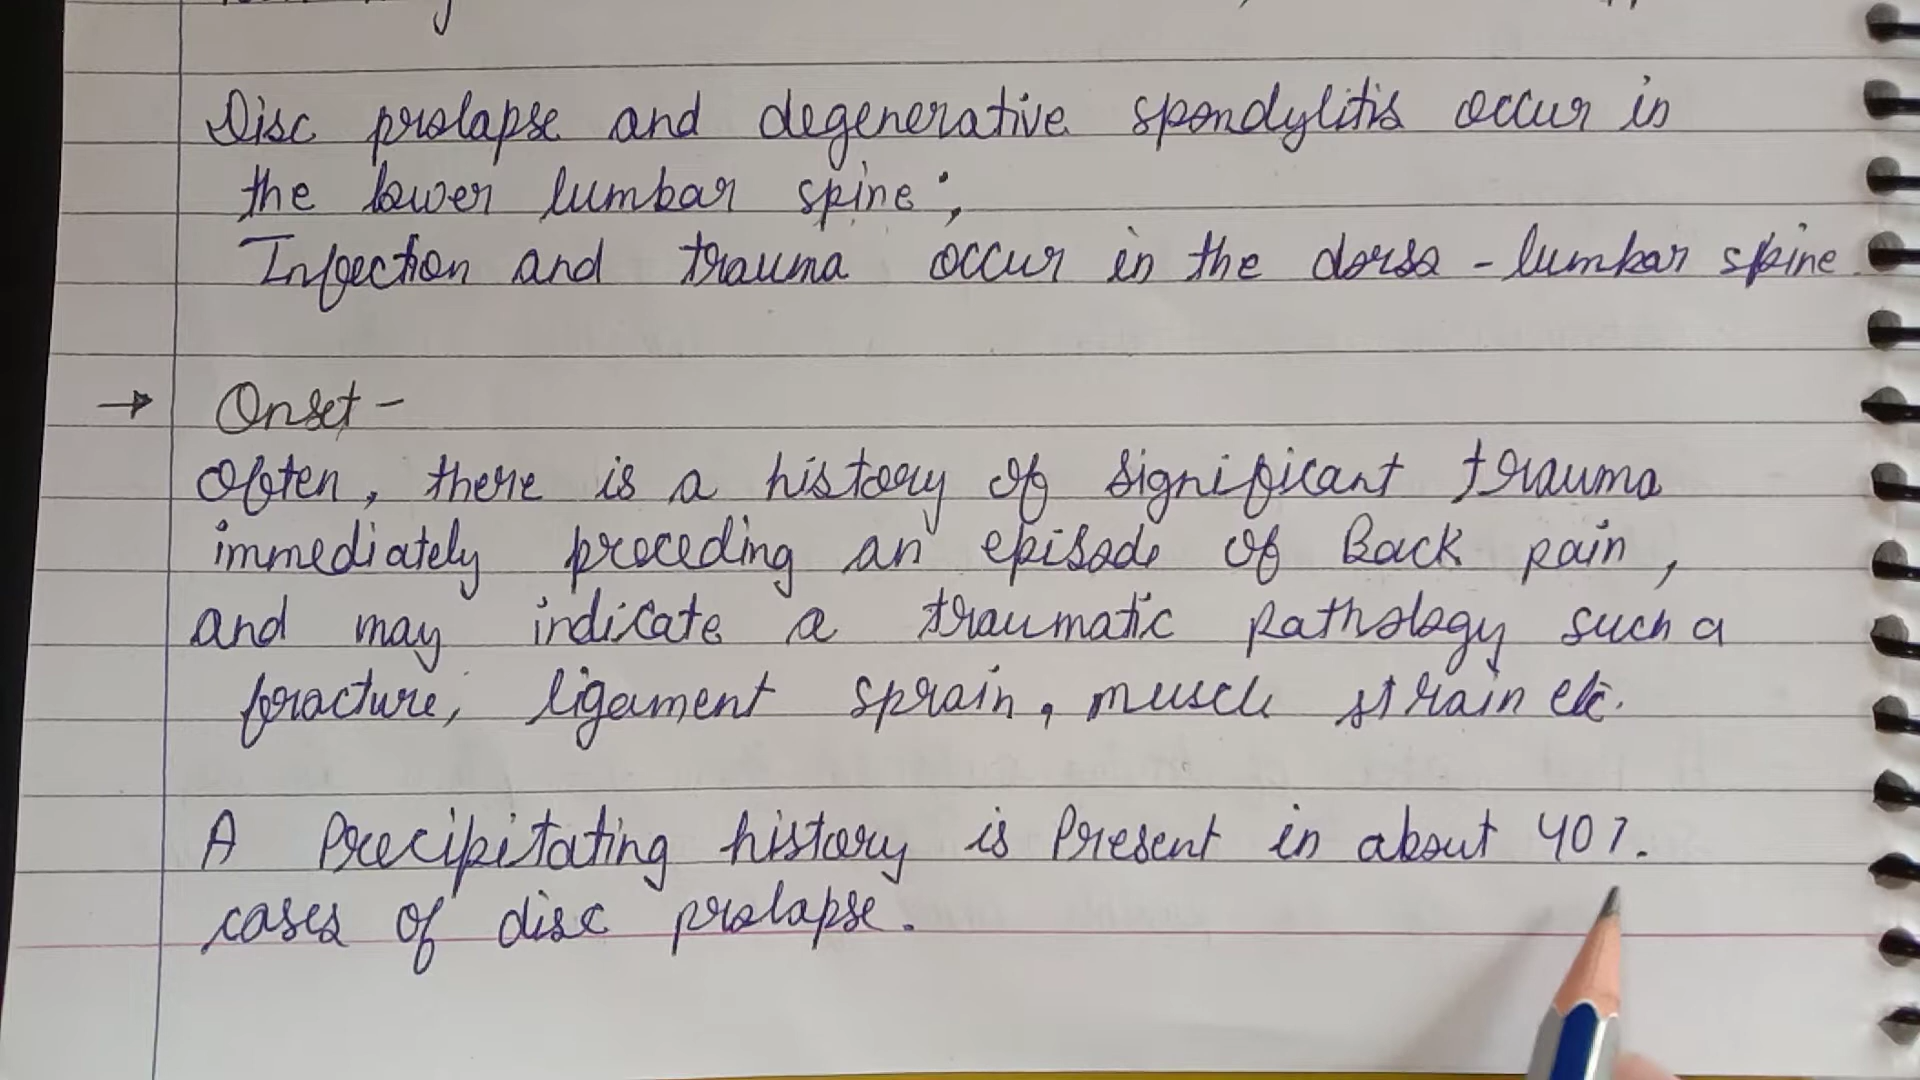 Disc prolapse and degenerative spondylitis occur in
the lower lumbar spine;
Infection and trauma occur in the dorso - lumbar spine.
→ Onset -
Often, there is a history of significant trauma
immediately preceding an episode of Back pain,
and may indicate a traumatic pathology such a
fracture, ligament sprain, muscle strain etc.
A Precipitating history is Present in about 40%.
cases of disc prolapse.